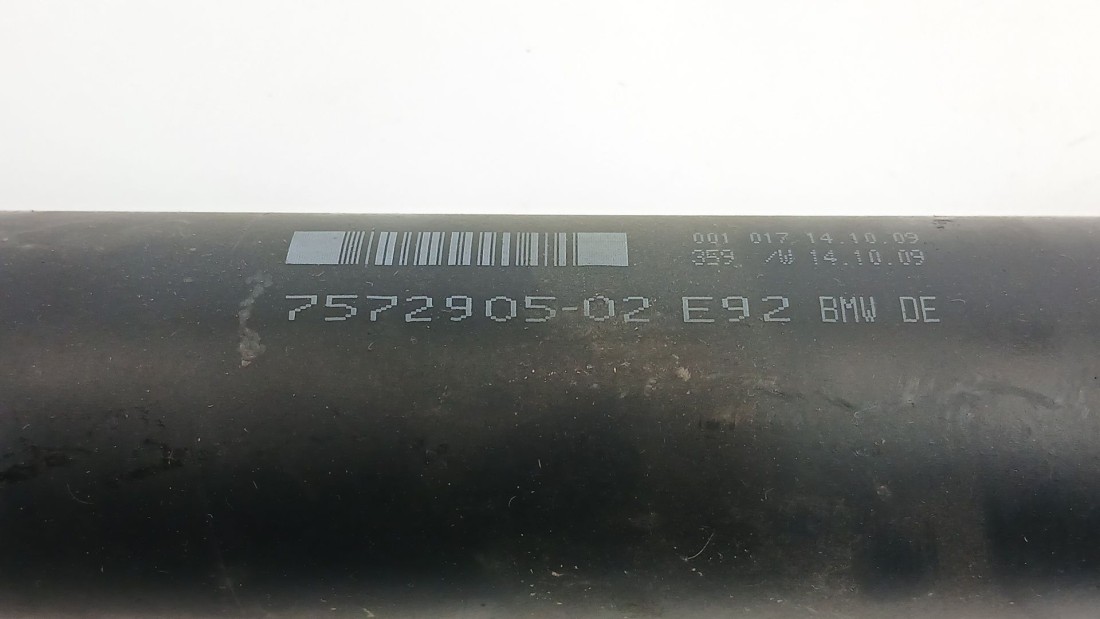 001 017 14.10.09
359 /W 14.10.09
7572905-02 E92 BMW DE